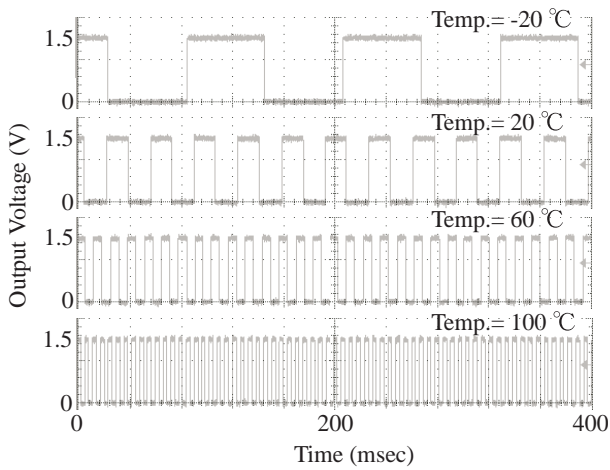 Temp.= -20 ℃
1.5
0
Temp.= 20 ℃
1.5
0
Temp.= 60 ℃
1.5
0
Temp.= 100 ℃
1.5
0
0 200 400
Time (msec)
Output Voltage (V)